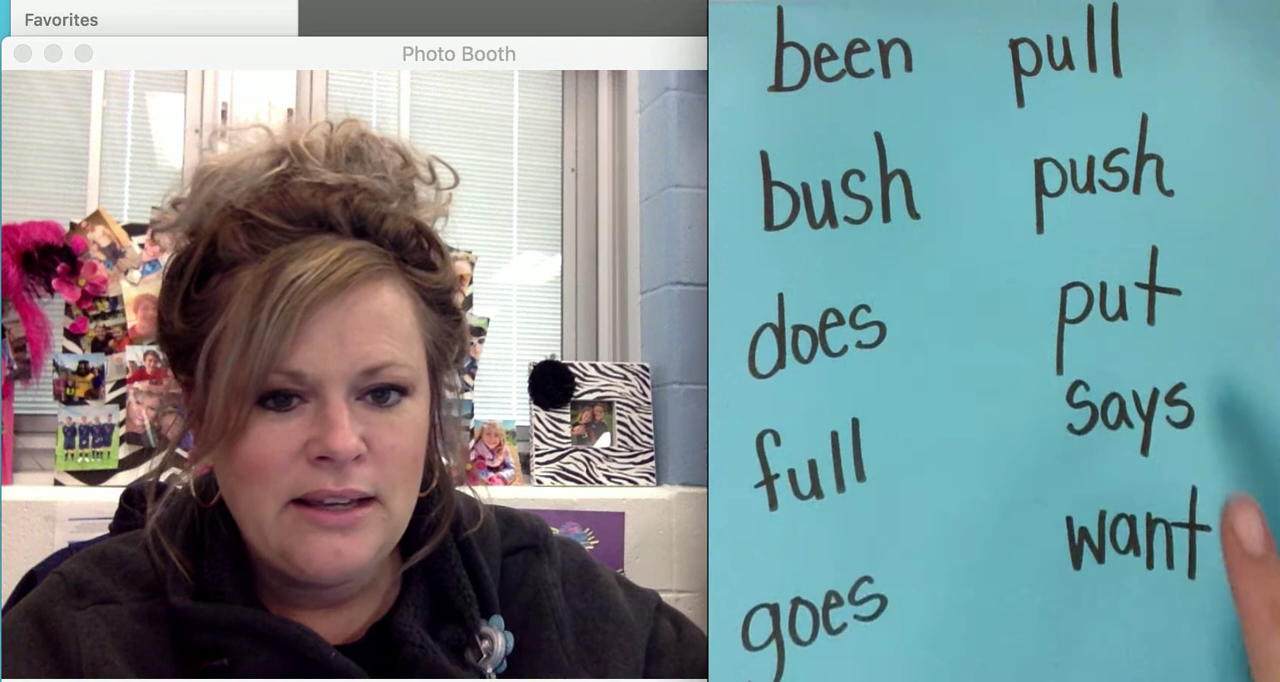 Favorites
Photo Booth
been
bush
does
full
goes
pull
push
put
says
want